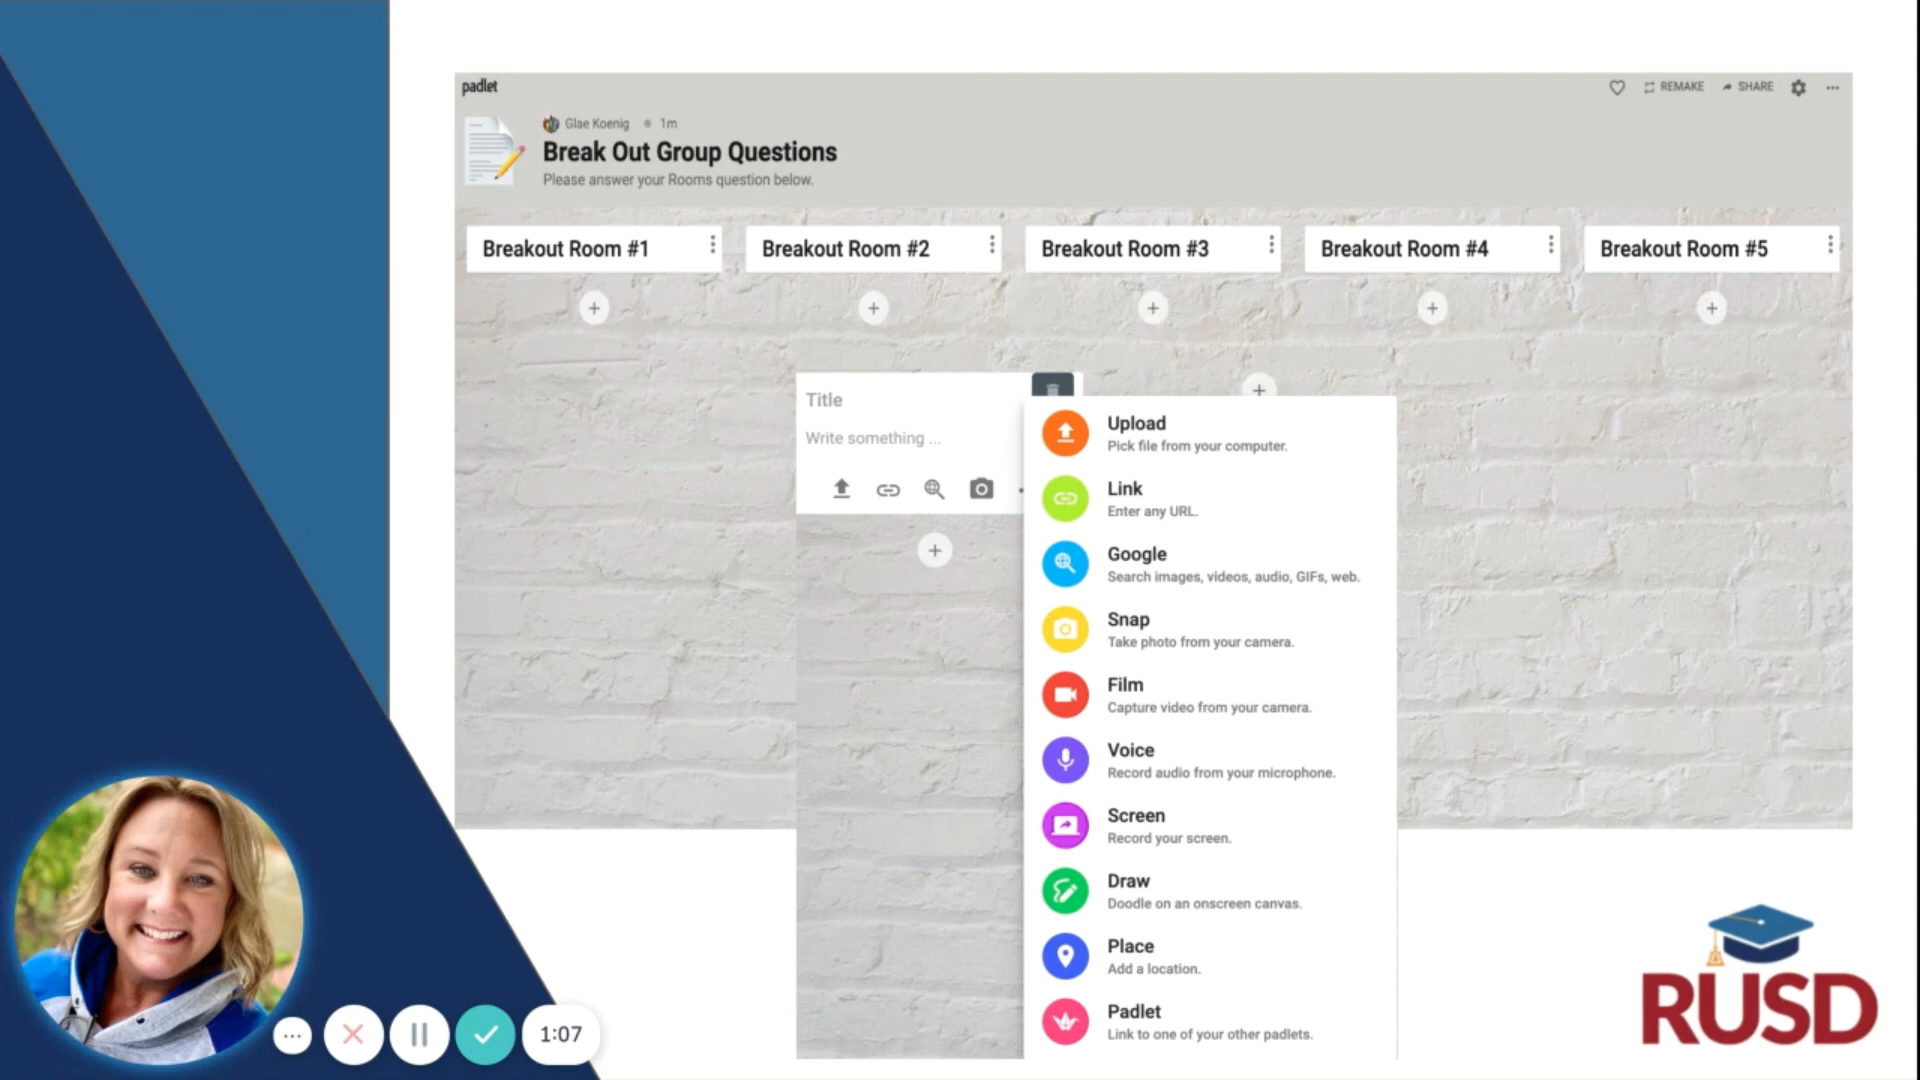 padlet
REMAKE
SHARE
Glae Koenig 1m
Break Out Group Questions
Please answer your Rooms question below.
Breakout Room #1
Breakout Room #2
Breakout Room #3
Breakout Room #4
Breakout Room #5
Title
Write something ...
Upload
Pick file from your computer.
Link
Enter any URL.
Google
Search images, videos, audio, GIFs, web.
Snap
Take photo from your camera.
Film
Capture video from your camera.
Voice
Record audio from your microphone.
Screen
Record your screen.
Draw
Doodle on an onscreen canvas.
Place
Add a location.
Padlet
Link to one of your other padlets.
1:07
RUSD